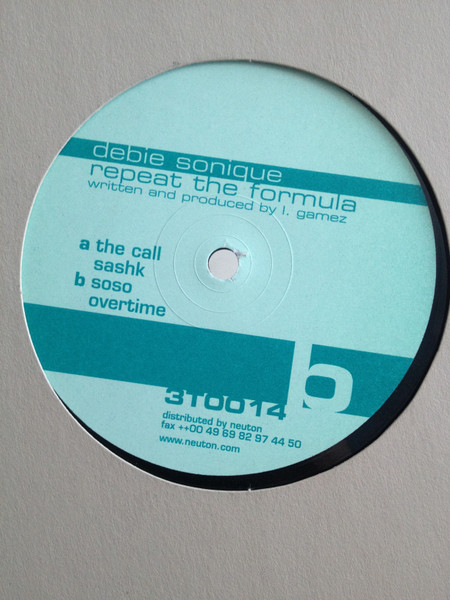 debie sonique
repeat the formula
written and produced by l. gamez
a the call
sashk
b soso
overtime
b
3T0014
distributed by neuton
fax ++00 49 69 82 97 44 50
www.neuton.com